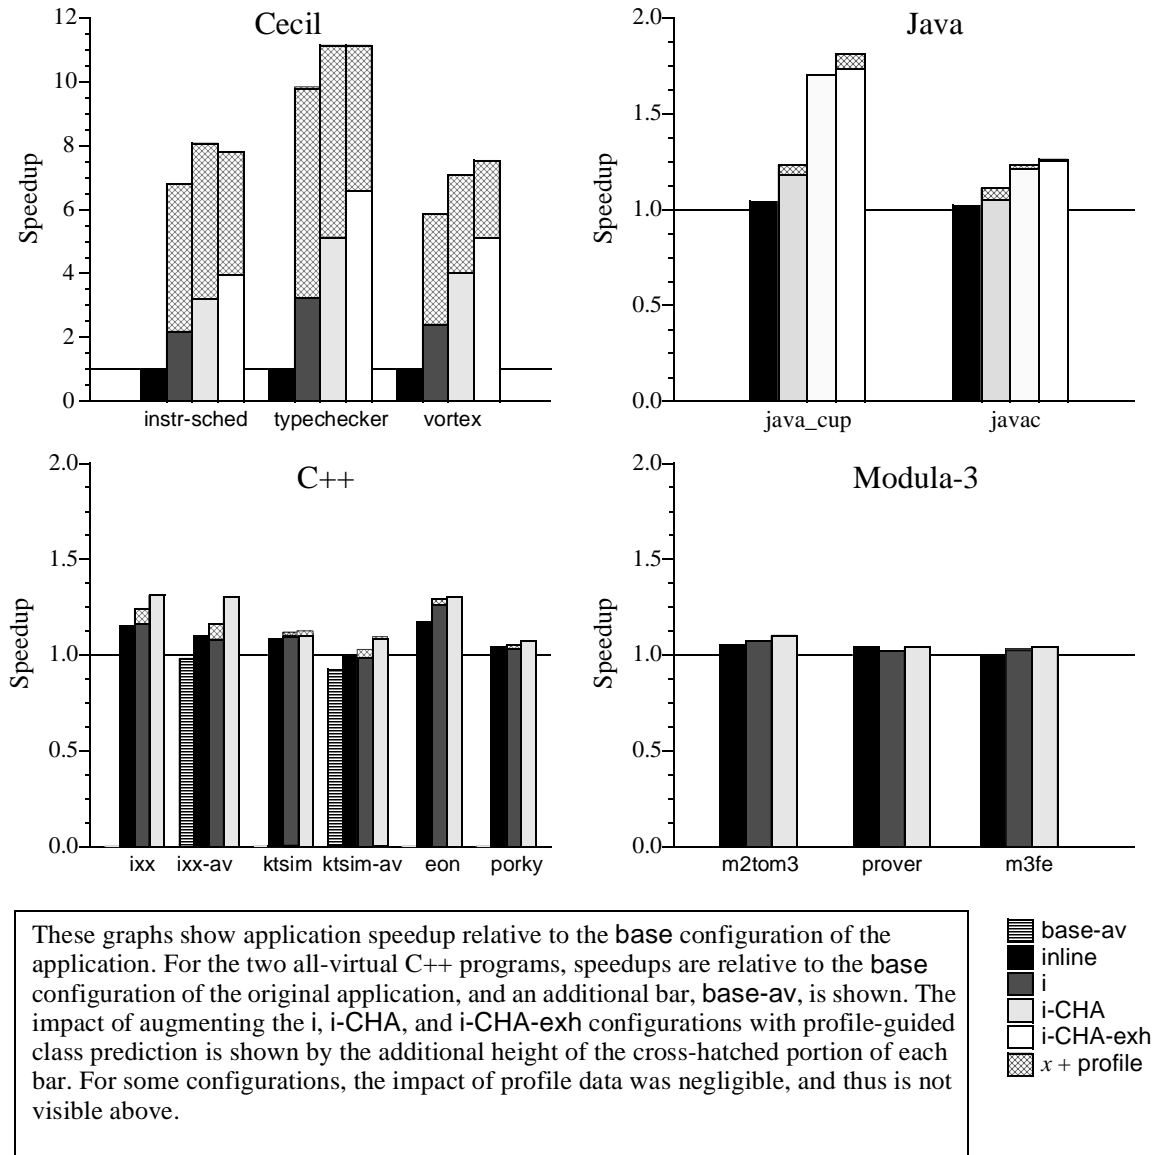 Cecil
Speedup
12
10
8
6
4
2
0
instr-sched typechecker vortex
Java
Speedup
2.0
1.5
1.0
0.5
0.0
java_cup javac
C++
Speedup
2.0
1.5
1.0
0.5
0.0
ixx ixx-av ktsim ktsim-av eon porky
Modula-3
Speedup
2.0
1.5
1.0
0.5
0.0
m2tom3 prover m3fe
These graphs show application speedup relative to the base configuration of the
application. For the two all-virtual C++ programs, speedups are relative to the base
configuration of the original application, and an additional bar, base-av, is shown. The
impact of augmenting the i, i-CHA, and i-CHA-exh configurations with profile-guided
class prediction is shown by the additional height of the cross-hatched portion of each
bar. For some configurations, the impact of profile data was negligible, and thus is not
visible above.
base-av
inline
i
i-CHA
i-CHA-exh
x + profile